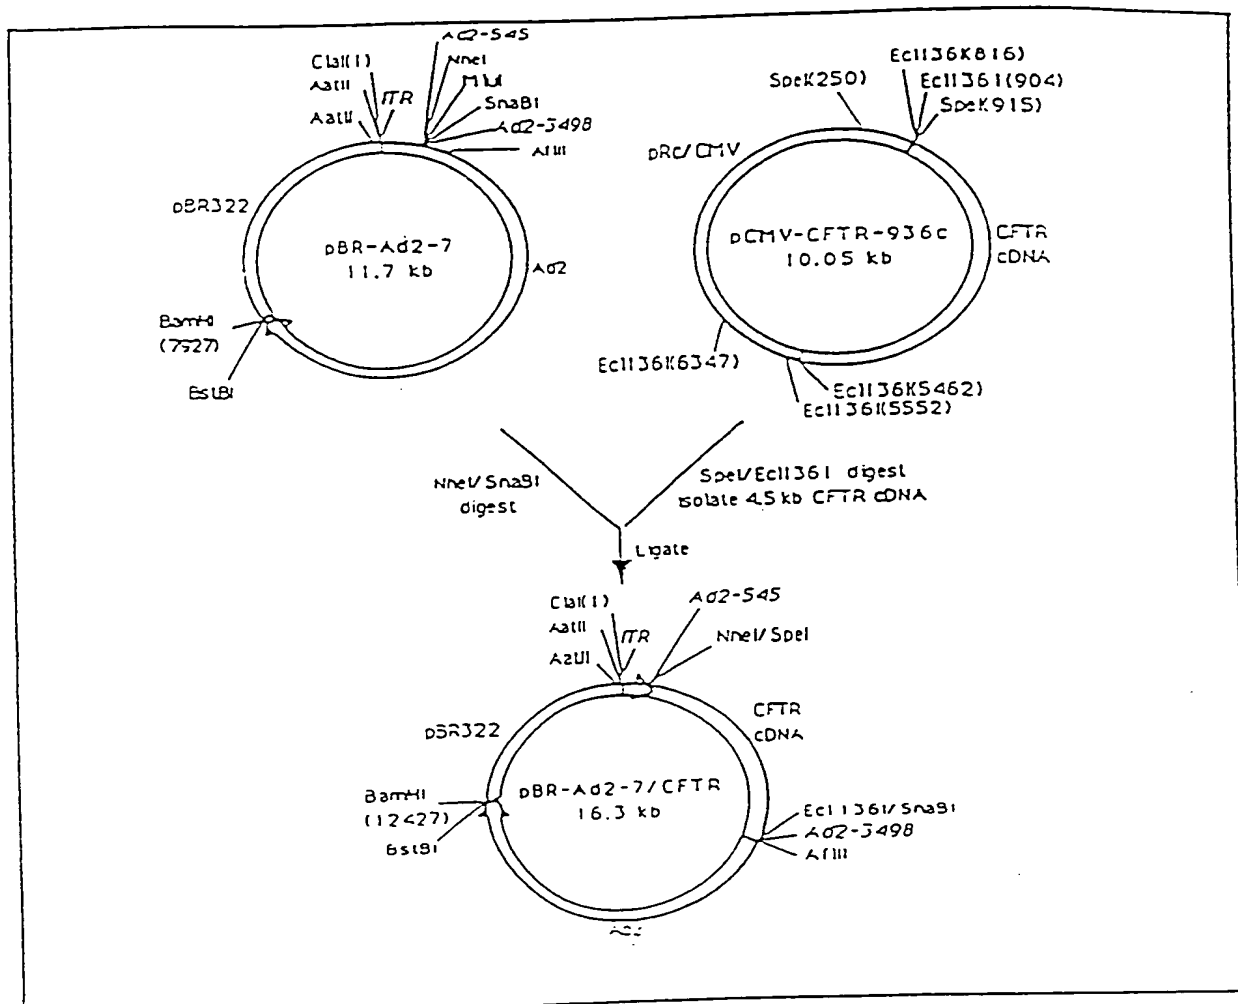 Ad2-545
ClaI(1)
NheI
AatII
MluI
ITR
SnaBI
AatII
Ad2-3498
AflII
pBR322
pBR-Ad2-7
11.7 kb
Ad2
BamHI
(7927)
BstBI
Ecl136I(816)
SpeI(250)
Ecl136I(904)
SpeI(915)
pRc/CMV
pCMV-CFTR-936c
10.05 kb
CFTR
cDNA
Ecl136I(6347)
Ecl136I(5462)
Ecl136I(5552)
NheI/SnaBI
digest
SpeI/Ecl136I digest
isolate 4.5 kb CFTR cDNA
Ligate
ClaI(1)
Ad2-545
AatII
ITR
NheI/SpeI
AatII
CFTR
cDNA
pBR322
pBR-Ad2-7/CFTR
16.3 kb
BamHI
(12427)
BstBI
Ecl136I/SnaBI
Ad2-3498
AflII